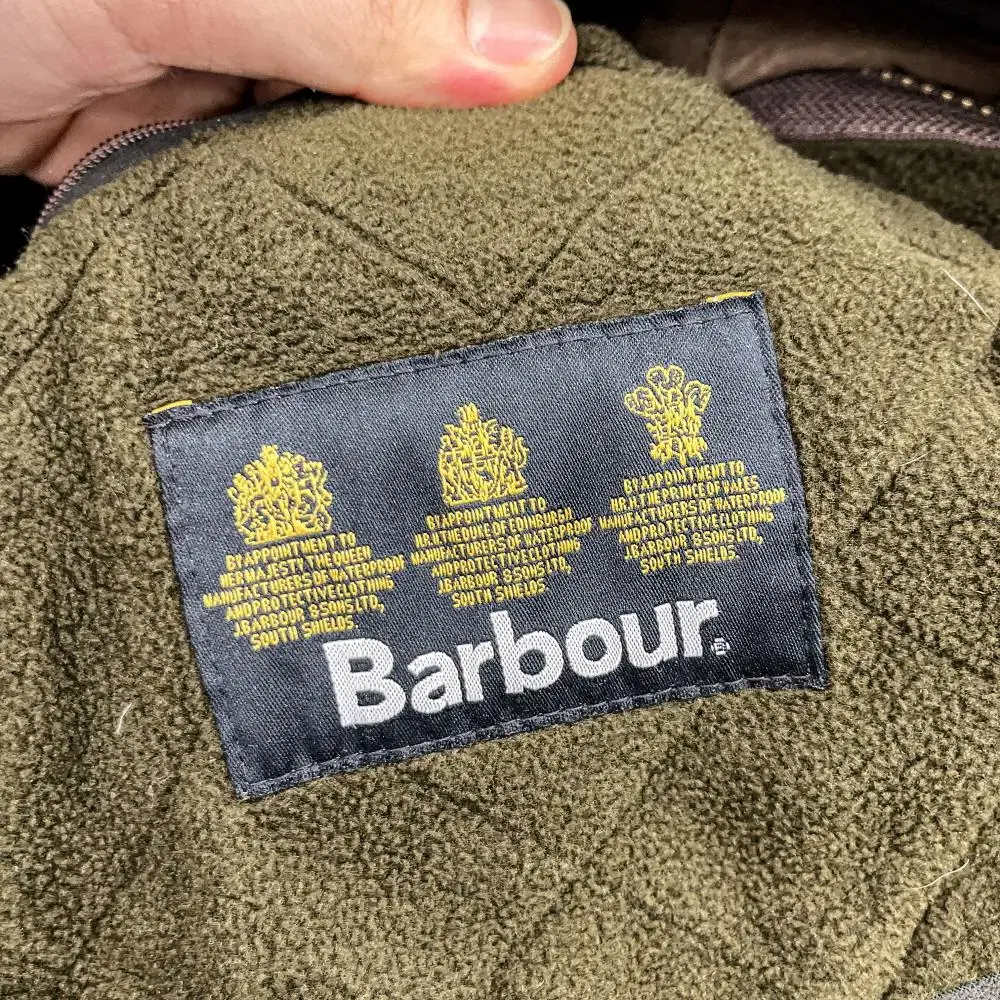 BY APPOINTMENT TO
HER MAJESTY THE QUEEN
MANUFACTURERS OF WATERPROOF
AND PROTECTIVE CLOTHING
J.BARBOUR & SONS LTD,
SOUTH SHIELDS.
BY APPOINTMENT TO
H.R.H. THE DUKE OF EDINBURGH
MANUFACTURERS OF WATERPROOF
AND PROTECTIVE CLOTHING
J.BARBOUR & SONS LTD,
SOUTH SHIELDS.
BY APPOINTMENT TO
H.R.H. THE PRINCE OF WALES
MANUFACTURERS OF WATERPROOF
AND PROTECTIVE CLOTHING
J.BARBOUR & SONS LTD,
SOUTH SHIELDS.
Barbour®